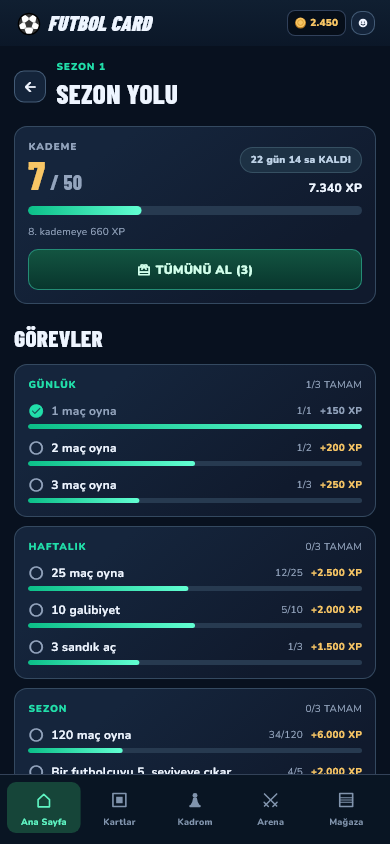 FUTBOL CARD
2.450
SEZON 1
SEZON YOLU
KADEME
7 / 50
22 gün 14 sa KALDI
7.340 XP
8. kademeye 660 XP
TÜMÜNÜ AL (3)
GÖREVLER
GÜNLÜK 1/3 TAMAM
1 maç oyna 1/1 +150 XP
2 maç oyna 1/2 +200 XP
3 maç oyna 1/3 +250 XP
HAFTALIK 0/3 TAMAM
25 maç oyna 12/25 +2.500 XP
10 galibiyet 5/10 +2.000 XP
3 sandık aç 1/3 +1.500 XP
SEZON 0/3 TAMAM
120 maç oyna 34/120 +6.000 XP
Bir futbolcuyu 5. seviyeye çıkar 4/5 +2.000 XP
Ana Sayfa
Kartlar
Kadrom
Arena
Mağaza